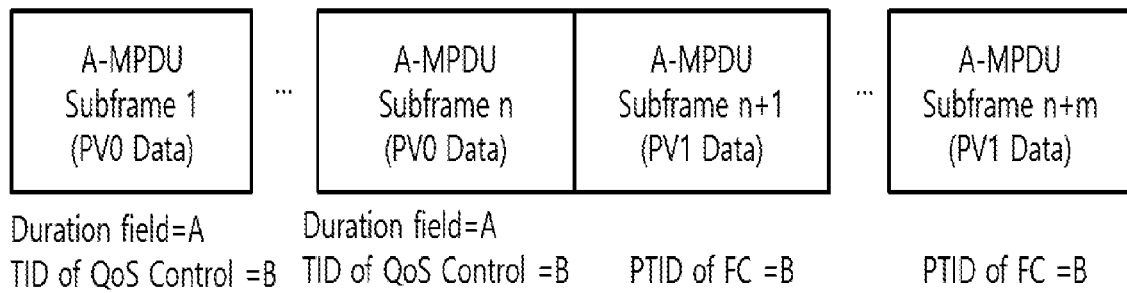 A-MPDU
Subframe 1
(PV0 Data)
...
A-MPDU
Subframe n
(PV0 Data)
A-MPDU
Subframe n+1
(PV1 Data)
...
A-MPDU
Subframe n+m
(PV1 Data)
Duration field=A
TID of QoS Control =B
Duration field=A
TID of QoS Control =B
PTID of FC =B
PTID of FC =B